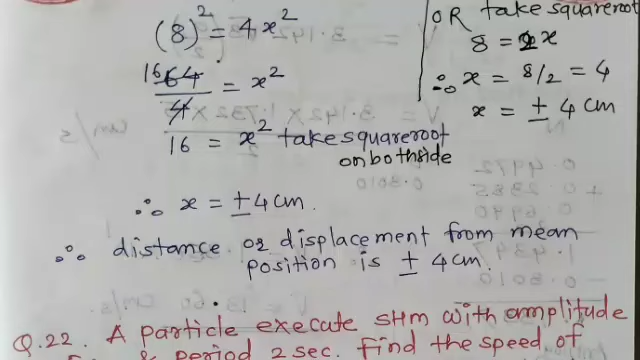 (8)² = 4x²
16 64/4 = x²
16 = x² take squareroot
on bothside
∴ x = ± 4 cm.
∴ distance or displacement from mean
position is ± 4 cm.
OR take squareroot
8 = 2x
∴ x = 8/2 = 4
x = ± 4 cm
Q.22. A particle execute SHM with amplitude
& period 2 sec. find the speed of